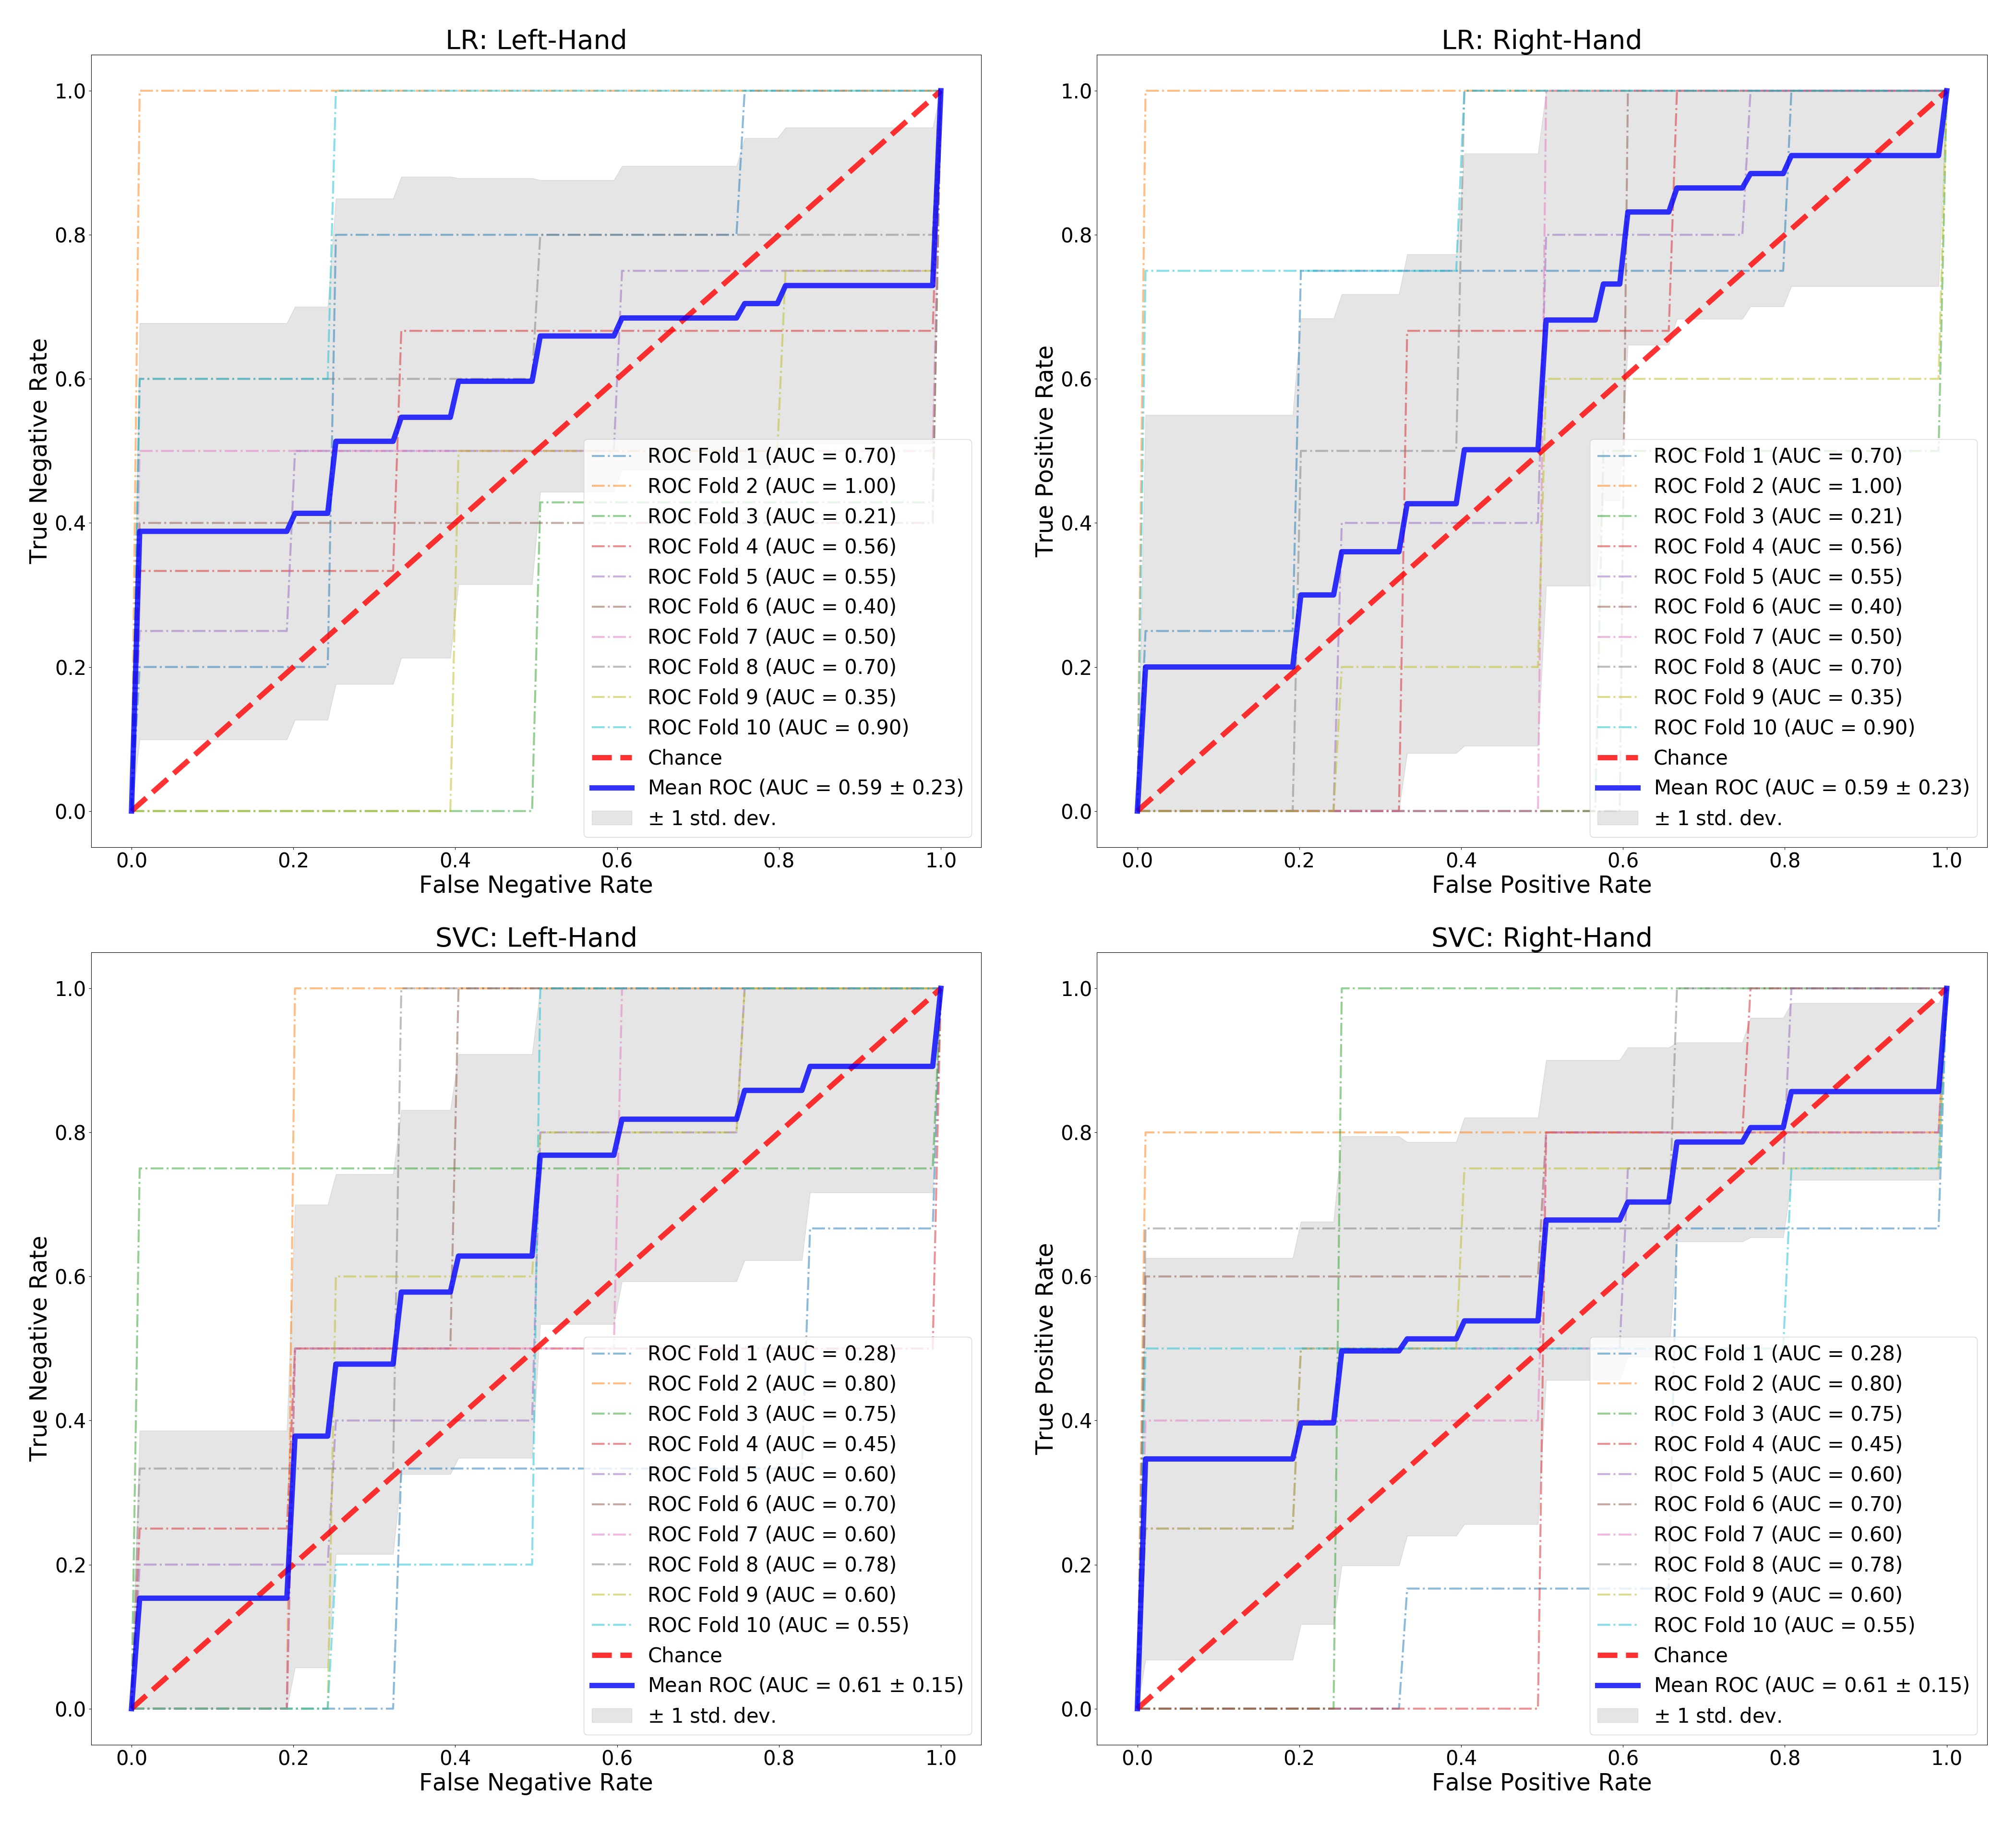 LR: Left-Hand
True Negative Rate
1.0
0.8
0.6
0.4
0.2
0.0
ROC Fold 1 (AUC = 0.70)
ROC Fold 2 (AUC = 1.00)
ROC Fold 3 (AUC = 0.21)
ROC Fold 4 (AUC = 0.56)
ROC Fold 5 (AUC = 0.55)
ROC Fold 6 (AUC = 0.40)
ROC Fold 7 (AUC = 0.50)
ROC Fold 8 (AUC = 0.70)
ROC Fold 9 (AUC = 0.35)
ROC Fold 10 (AUC = 0.90)
Chance
Mean ROC (AUC = 0.59 ± 0.23)
± 1 std. dev.
0.0 0.2 0.4 0.6 0.8 1.0
False Negative Rate
LR: Right-Hand
True Positive Rate
1.0
0.8
0.6
0.4
0.2
0.0
ROC Fold 1 (AUC = 0.70)
ROC Fold 2 (AUC = 1.00)
ROC Fold 3 (AUC = 0.21)
ROC Fold 4 (AUC = 0.56)
ROC Fold 5 (AUC = 0.55)
ROC Fold 6 (AUC = 0.40)
ROC Fold 7 (AUC = 0.50)
ROC Fold 8 (AUC = 0.70)
ROC Fold 9 (AUC = 0.35)
ROC Fold 10 (AUC = 0.90)
Chance
Mean ROC (AUC = 0.59 ± 0.23)
± 1 std. dev.
0.0 0.2 0.4 0.6 0.8 1.0
False Positive Rate
SVC: Left-Hand
True Negative Rate
1.0
0.8
0.6
0.4
0.2
0.0
ROC Fold 1 (AUC = 0.28)
ROC Fold 2 (AUC = 0.80)
ROC Fold 3 (AUC = 0.75)
ROC Fold 4 (AUC = 0.45)
ROC Fold 5 (AUC = 0.60)
ROC Fold 6 (AUC = 0.70)
ROC Fold 7 (AUC = 0.60)
ROC Fold 8 (AUC = 0.78)
ROC Fold 9 (AUC = 0.60)
ROC Fold 10 (AUC = 0.55)
Chance
Mean ROC (AUC = 0.61 ± 0.15)
± 1 std. dev.
0.0 0.2 0.4 0.6 0.8 1.0
False Negative Rate
SVC: Right-Hand
True Positive Rate
1.0
0.8
0.6
0.4
0.2
0.0
ROC Fold 1 (AUC = 0.28)
ROC Fold 2 (AUC = 0.80)
ROC Fold 3 (AUC = 0.75)
ROC Fold 4 (AUC = 0.45)
ROC Fold 5 (AUC = 0.60)
ROC Fold 6 (AUC = 0.70)
ROC Fold 7 (AUC = 0.60)
ROC Fold 8 (AUC = 0.78)
ROC Fold 9 (AUC = 0.60)
ROC Fold 10 (AUC = 0.55)
Chance
Mean ROC (AUC = 0.61 ± 0.15)
± 1 std. dev.
0.0 0.2 0.4 0.6 0.8 1.0
False Positive Rate